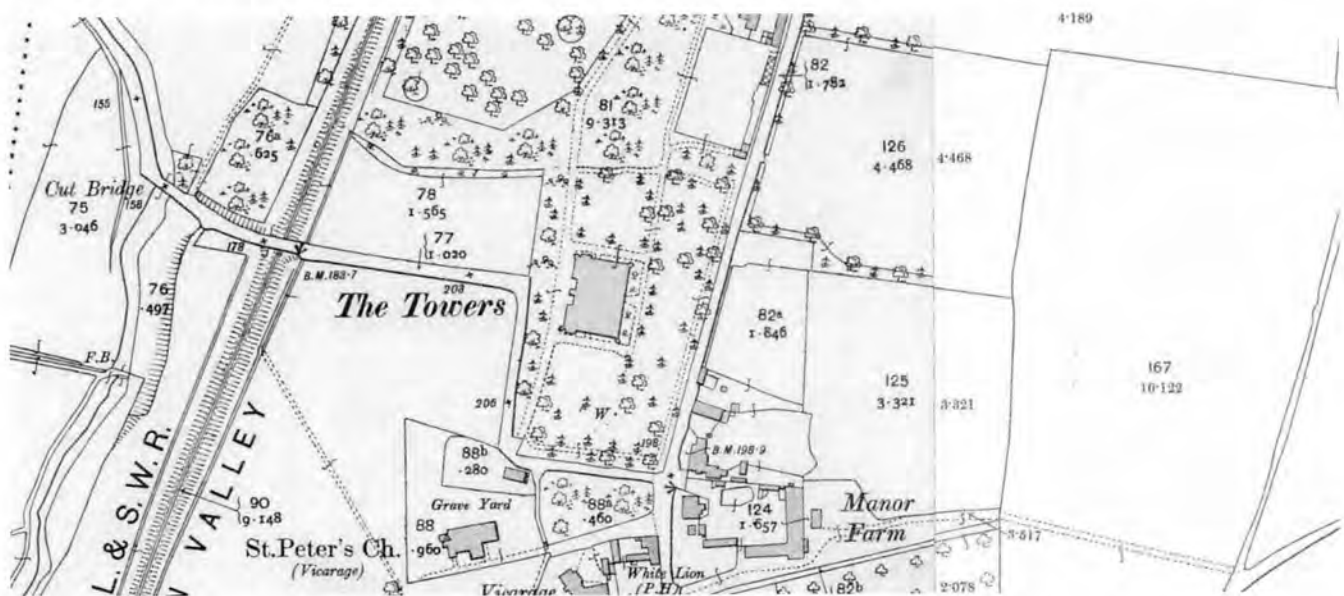 4·189
82
1·782
155
76a
·625
81
9·313
126
4·468
4·468
Cut Bridge
75
3·046
158
78
1·565
77
1·020
178
B.M.183·7
203
The Towers
76
·497
82a
1·846
167
10·122
F.B.
125
3·321
3·321
206
W
198
B.M.198·9
88b
·280
L.& S.W.R.
VALLEY
90
9·148
Grave Yard
88a
·460
88
·960
St.Peter's Ch.
(Vicarage)
124
1·657
Manor
Farm
3·517
Vicarage
White Lion
(P.H)
82b
2·078